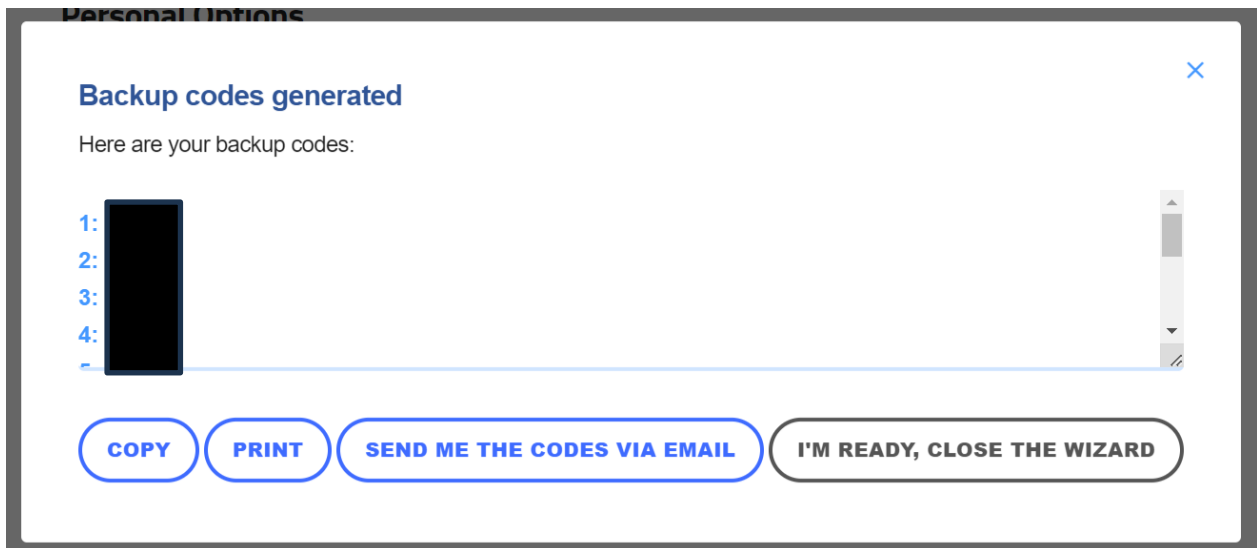 Personal Options
Backup codes generated
Here are your backup codes:
1:
2:
3:
4:
COPY
PRINT
SEND ME THE CODES VIA EMAIL
I'M READY, CLOSE THE WIZARD